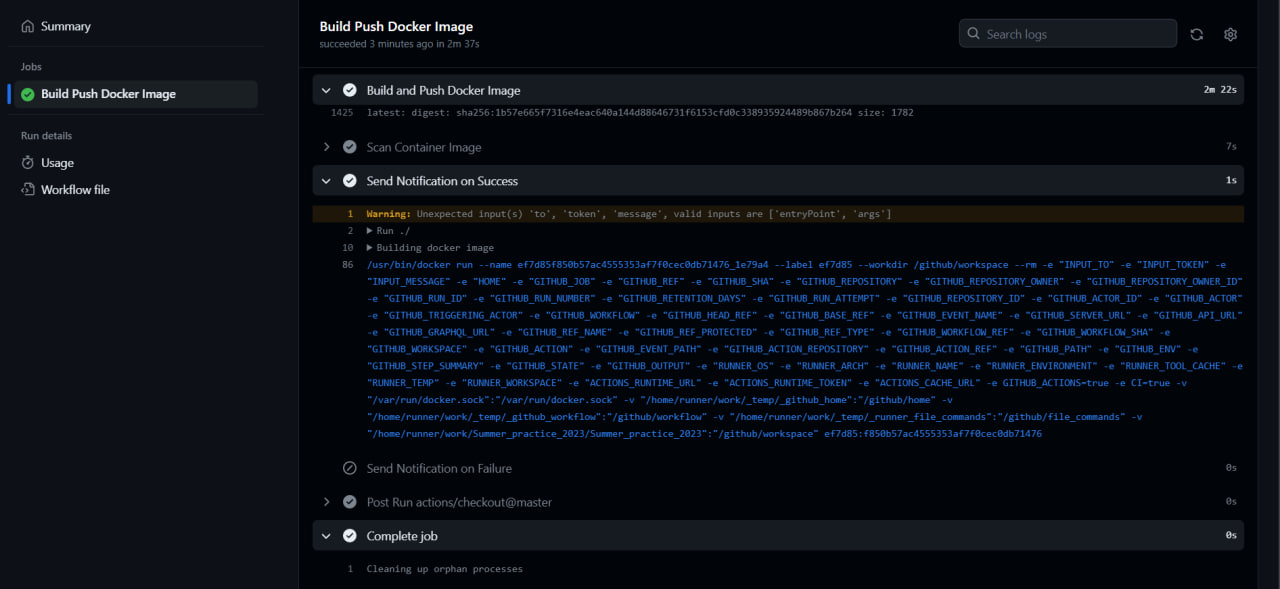 Summary
Jobs
Build Push Docker Image
Run details
Usage
Workflow file
Build Push Docker Image
succeeded 3 minutes ago in 2m 37s
Search logs
Build and Push Docker Image 2m 22s
1425 latest: digest: sha256:1b57e665f7316e4eac640a144d88646731f6153cfd0c338935924489b867b264 size: 1782
Scan Container Image 7s
Send Notification on Success 1s
1 Warning: Unexpected input(s) 'to', 'token', 'message', valid inputs are ['entryPoint', 'args']
2 Run ./
10 Building docker image
86 /usr/bin/docker run --name ef7d85f850b57ac4555353af7f0cec0db71476_1e79a4 --label ef7d85 --workdir /github/workspace --rm -e "INPUT_TO" -e "INPUT_TOKEN" -e
"INPUT_MESSAGE" -e "HOME" -e "GITHUB_JOB" -e "GITHUB_REF" -e "GITHUB_SHA" -e "GITHUB_REPOSITORY" -e "GITHUB_REPOSITORY_OWNER" -e "GITHUB_REPOSITORY_OWNER_ID"
-e "GITHUB_RUN_ID" -e "GITHUB_RUN_NUMBER" -e "GITHUB_RETENTION_DAYS" -e "GITHUB_RUN_ATTEMPT" -e "GITHUB_REPOSITORY_ID" -e "GITHUB_ACTOR_ID" -e "GITHUB_ACTOR"
-e "GITHUB_TRIGGERING_ACTOR" -e "GITHUB_WORKFLOW" -e "GITHUB_HEAD_REF" -e "GITHUB_BASE_REF" -e "GITHUB_EVENT_NAME" -e "GITHUB_SERVER_URL" -e "GITHUB_API_URL"
-e "GITHUB_GRAPHQL_URL" -e "GITHUB_REF_NAME" -e "GITHUB_REF_PROTECTED" -e "GITHUB_REF_TYPE" -e "GITHUB_WORKFLOW_REF" -e "GITHUB_WORKFLOW_SHA" -e
"GITHUB_WORKSPACE" -e "GITHUB_ACTION" -e "GITHUB_EVENT_PATH" -e "GITHUB_ACTION_REPOSITORY" -e "GITHUB_ACTION_REF" -e "GITHUB_PATH" -e "GITHUB_ENV" -e
"GITHUB_STEP_SUMMARY" -e "GITHUB_STATE" -e "GITHUB_OUTPUT" -e "RUNNER_OS" -e "RUNNER_ARCH" -e "RUNNER_NAME" -e "RUNNER_ENVIRONMENT" -e "RUNNER_TOOL_CACHE" -e
"RUNNER_TEMP" -e "RUNNER_WORKSPACE" -e "ACTIONS_RUNTIME_URL" -e "ACTIONS_RUNTIME_TOKEN" -e "ACTIONS_CACHE_URL" -e GITHUB_ACTIONS=true -e CI=true -v
"/var/run/docker.sock":"/var/run/docker.sock" -v "/home/runner/work/_temp/_github_home":"/github/home" -v
"/home/runner/work/_temp/_github_workflow":"/github/workflow" -v "/home/runner/work/_temp/_runner_file_commands":"/github/file_commands" -v
"/home/runner/work/Summer_practice_2023/Summer_practice_2023":"/github/workspace" ef7d85:f850b57ac4555353af7f0cec0db71476
Send Notification on Failure 0s
Post Run actions/checkout@master 0s
Complete job 0s
1 Cleaning up orphan processes